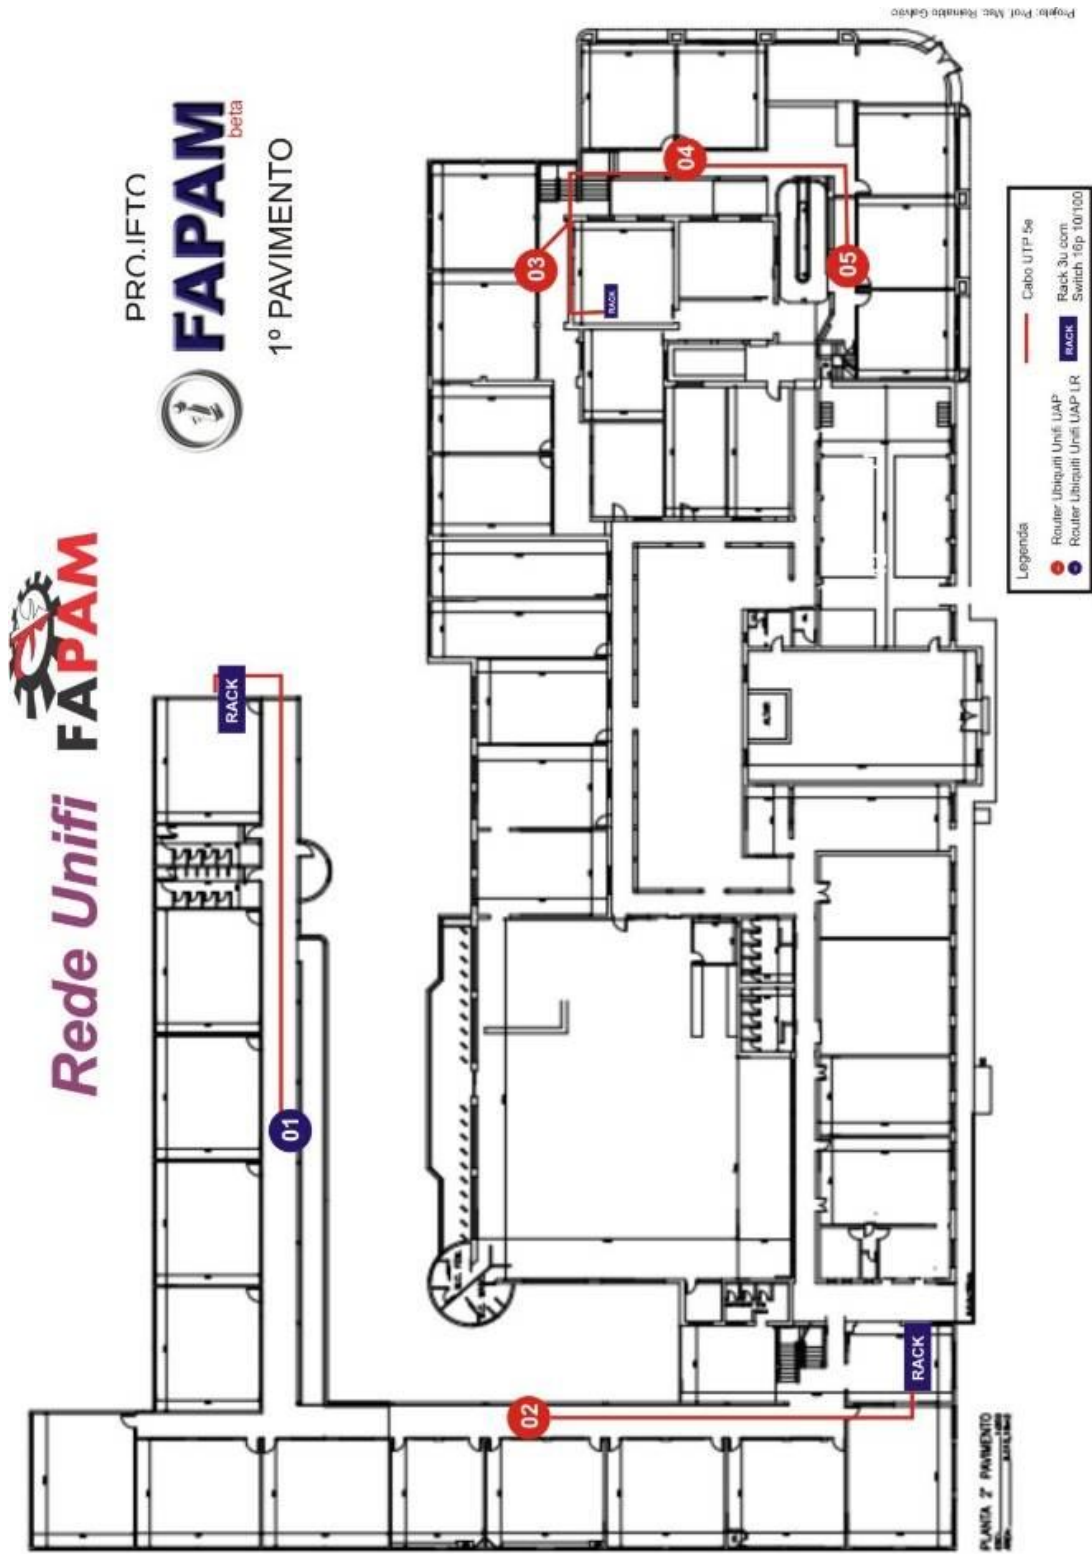 Projeto: Prof. Msc. Reinaldo Galvão
Rede Unifi FAPAM
PROJETO
FAPAM
beta
1º PAVIMENTO
RACK
01
02
RACK
03
RACK
04
05
ALTAR
Legenda
Router Ubiquiti Unifi UAP
Router Ubiquiti Unifi UAP LR
Cabo UTP 5e
RACK
Rack 3u com
Switch 16p 10/100
PLANTA 2º PAVIMENTO